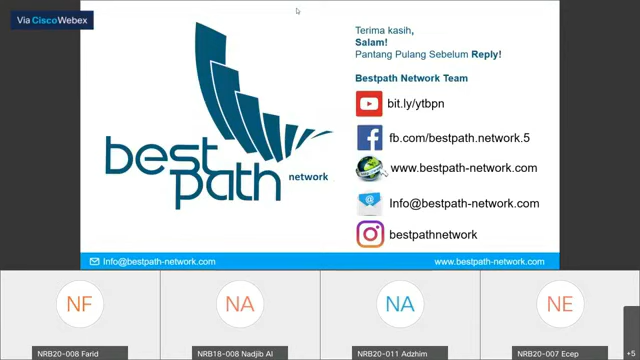 Via Cisco Webex
Terima kasih,
Salam!
Pantang Pulang Sebelum Reply!
Bestpath Network Team
bit.ly/ytbpn
fb.com/bestpath.network.5
www.bestpath-network.com
Info@bestpath-network.com
bestpathnetwork
best
path
network
Info@bestpath-network.com
www.bestpath-network.com
NF
NA
NA
NE
NRB20-008 Farid
NRB18-008 Nadjib Al
NRB20-011 Adzhim
NRB20-007 Ecep
+5